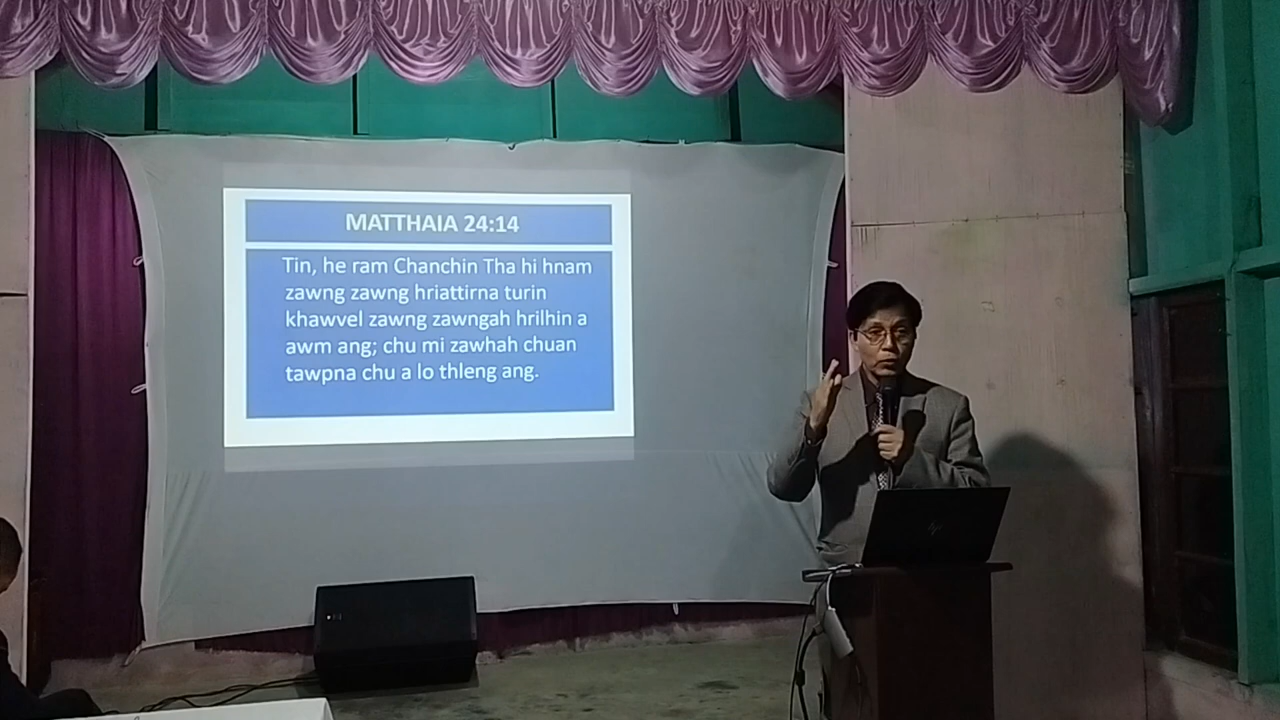 MATTHAIA 24:14
Tin, he ram Chanchin Tha hi hnam
zawng zawng hriattirna turin
khawvel zawng zawngah hrilhin a
awm ang; chu mi zawhah chuan
tawpna chu a lo thleng ang.
hp